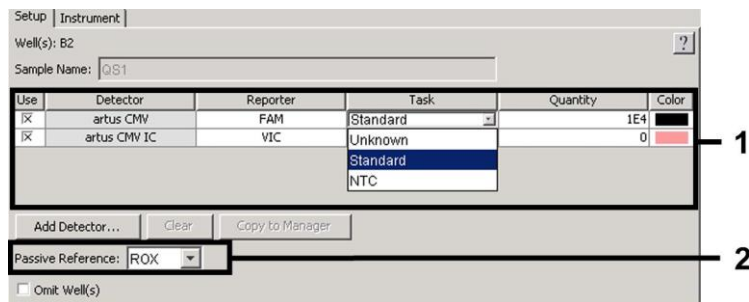 Setup Instrument
Well(s): B2
?
Sample Name: QS1
Use Detector Reporter Task Quantity Color
artus CMV FAM Standard 1E4
artus CMV IC VIC Unknown 0
Standard
NTC
1
Add Detector... Clear Copy to Manager
Passive Reference: ROX
2
Omit Well(s)